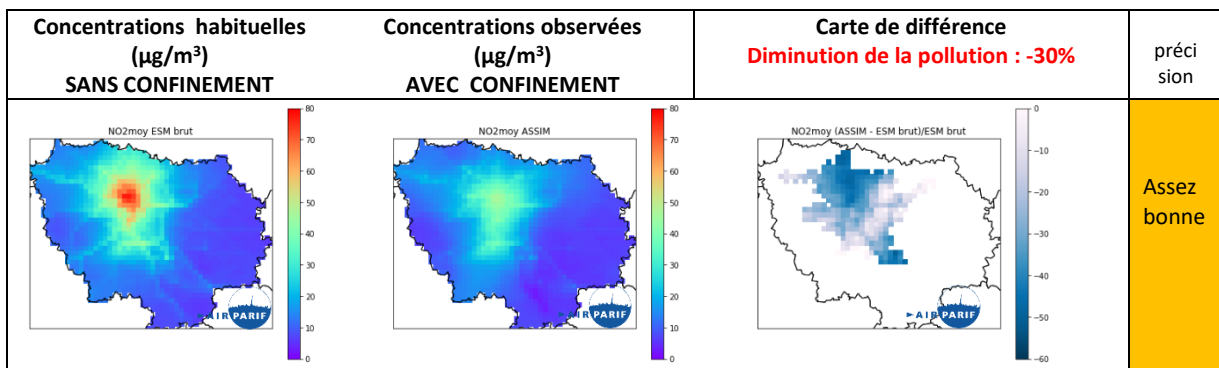 Concentrations habituelles
(µg/m³)
SANS CONFINEMENT
Concentrations observées
(µg/m³)
AVEC CONFINEMENT
Carte de différence
Diminution de la pollution : -30%
préci
sion
NO2moy ESM brut
80
70
60
50
40
30
20
10
0
AIRPARIF
NO2moy ASSIM
80
70
60
50
40
30
20
10
0
AIRPARIF
NO2moy (ASSIM - ESM brut)/ESM brut
0
−10
−20
−30
−40
−50
−60
AIRPARIF
Assez
bonne